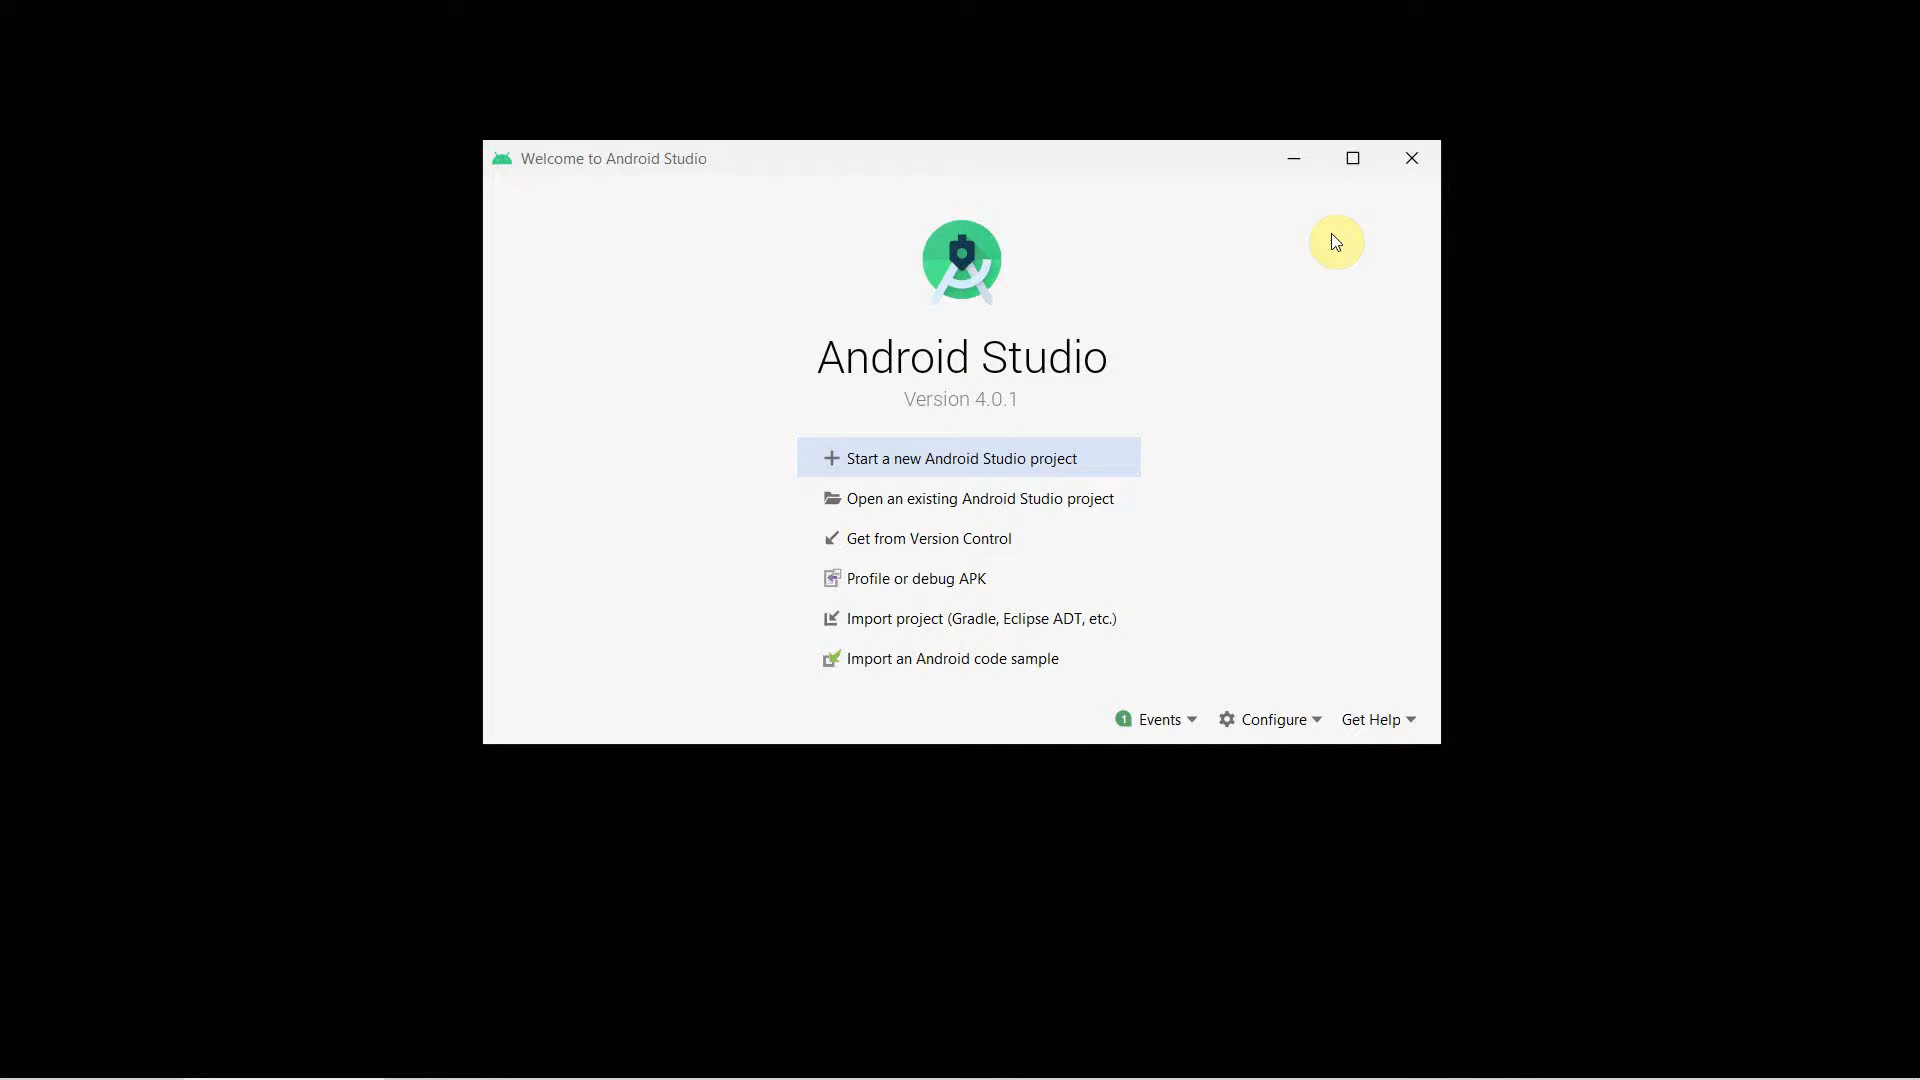 Welcome to Android Studio
Android Studio
Version 4.0.1
Start a new Android Studio project
Open an existing Android Studio project
Get from Version Control
Profile or debug APK
Import project (Gradle, Eclipse ADT, etc.)
Import an Android code sample
1 Events Configure Get Help